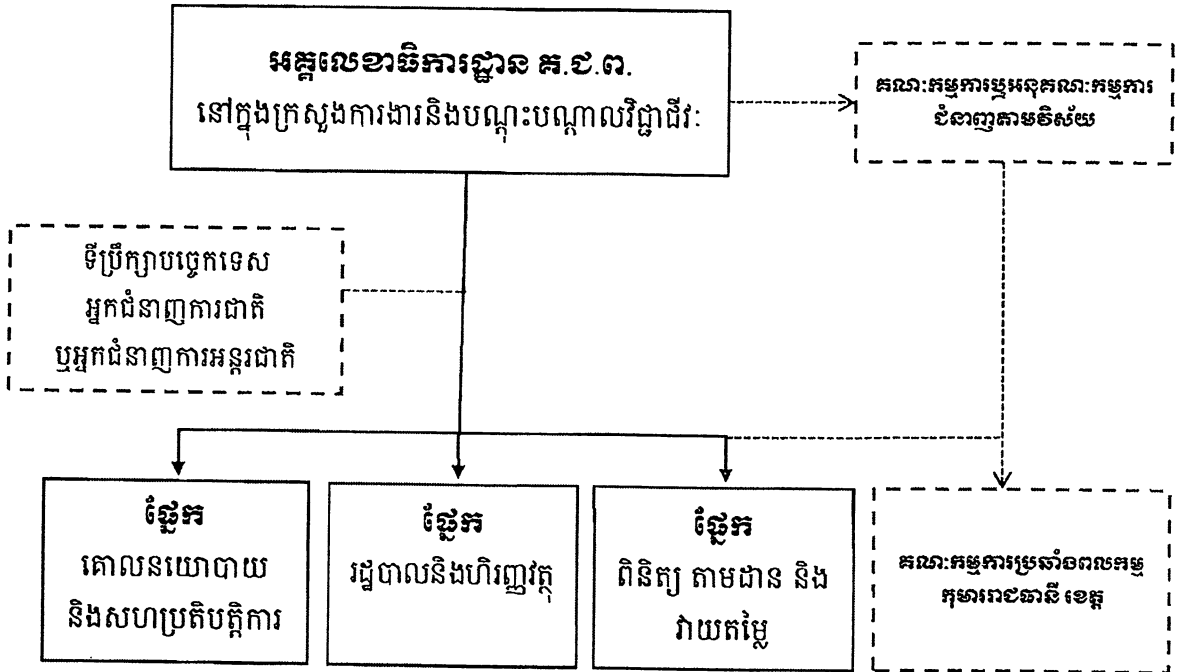 អគ្គលេខាធិការដ្ឋាន គ.ជ.ព.
នៅក្នុងក្រសួងការងារនិងបណ្តុះបណ្តាលវិជ្ជាជីវៈ
គណៈកម្មការឬអនុគណៈកម្មការ
ជំនាញតាមវិស័យ
ទីប្រឹក្សាបច្ចេកទេស
អ្នកជំនាញការជាតិ
ឬអ្នកជំនាញការអន្តរជាតិ
ផ្នែក
គោលនយោបាយ
និងសហប្រតិបត្តិការ
ផ្នែក
រដ្ឋបាលនិងហិរញ្ញវត្ថុ
ផ្នែក
ពិនិត្យ តាមដាន និង
វាយតម្លៃ
គណៈកម្មការប្រឆាំងពលកម្ម
កុមាររាជធានី ខេត្ត